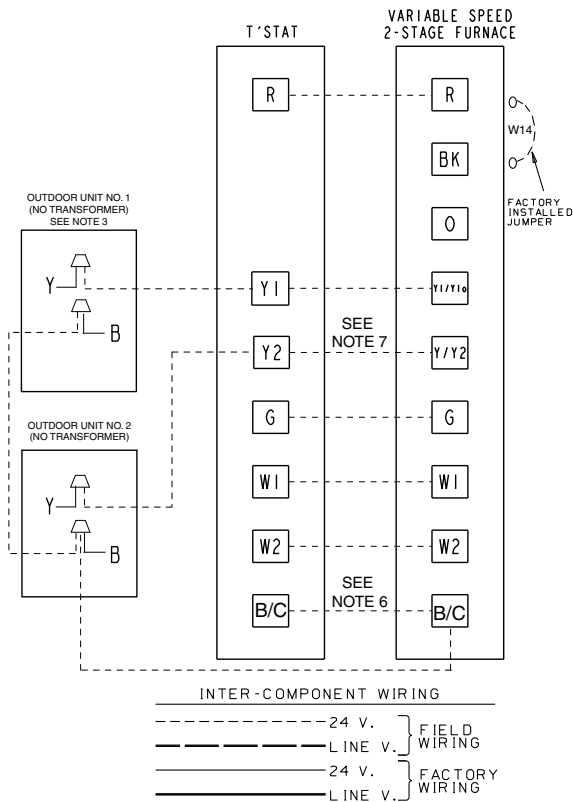 T'STAT
VARIABLE SPEED
2-STAGE FURNACE
R
R
W14
BK
FACTORY
INSTALLED
JUMPER
O
OUTDOOR UNIT NO. 1
(NO TRANSFORMER)
SEE NOTE 3
Y
B
Y1
Y1/Y1O
SEE
NOTE 7
Y2
Y/Y2
G
G
OUTDOOR UNIT NO. 2
(NO TRANSFORMER)
Y
B
W1
W1
W2
W2
SEE
NOTE 6
B/C
B/C
INTER-COMPONENT WIRING
24 V.
LINE V.
FIELD
WIRING
24 V.
LINE V.
FACTORY
WIRING